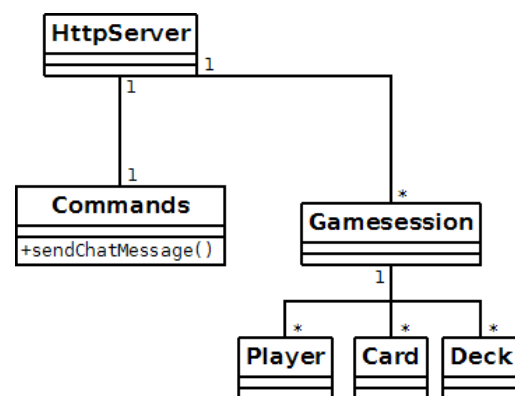 HttpServer
1
1
1
*
Commands
+sendChatMessage()
Gamesession
1
* * *
Player Card Deck